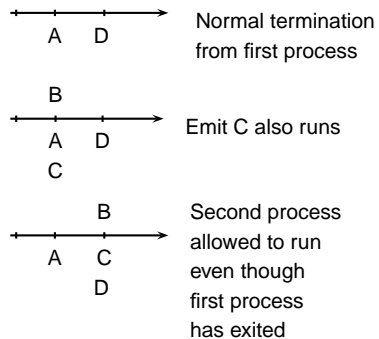 A D
Normal termination
from first process
B
A D
C
Emit C also runs
B
A C
D
Second process
allowed to run
even though
first process
has exited